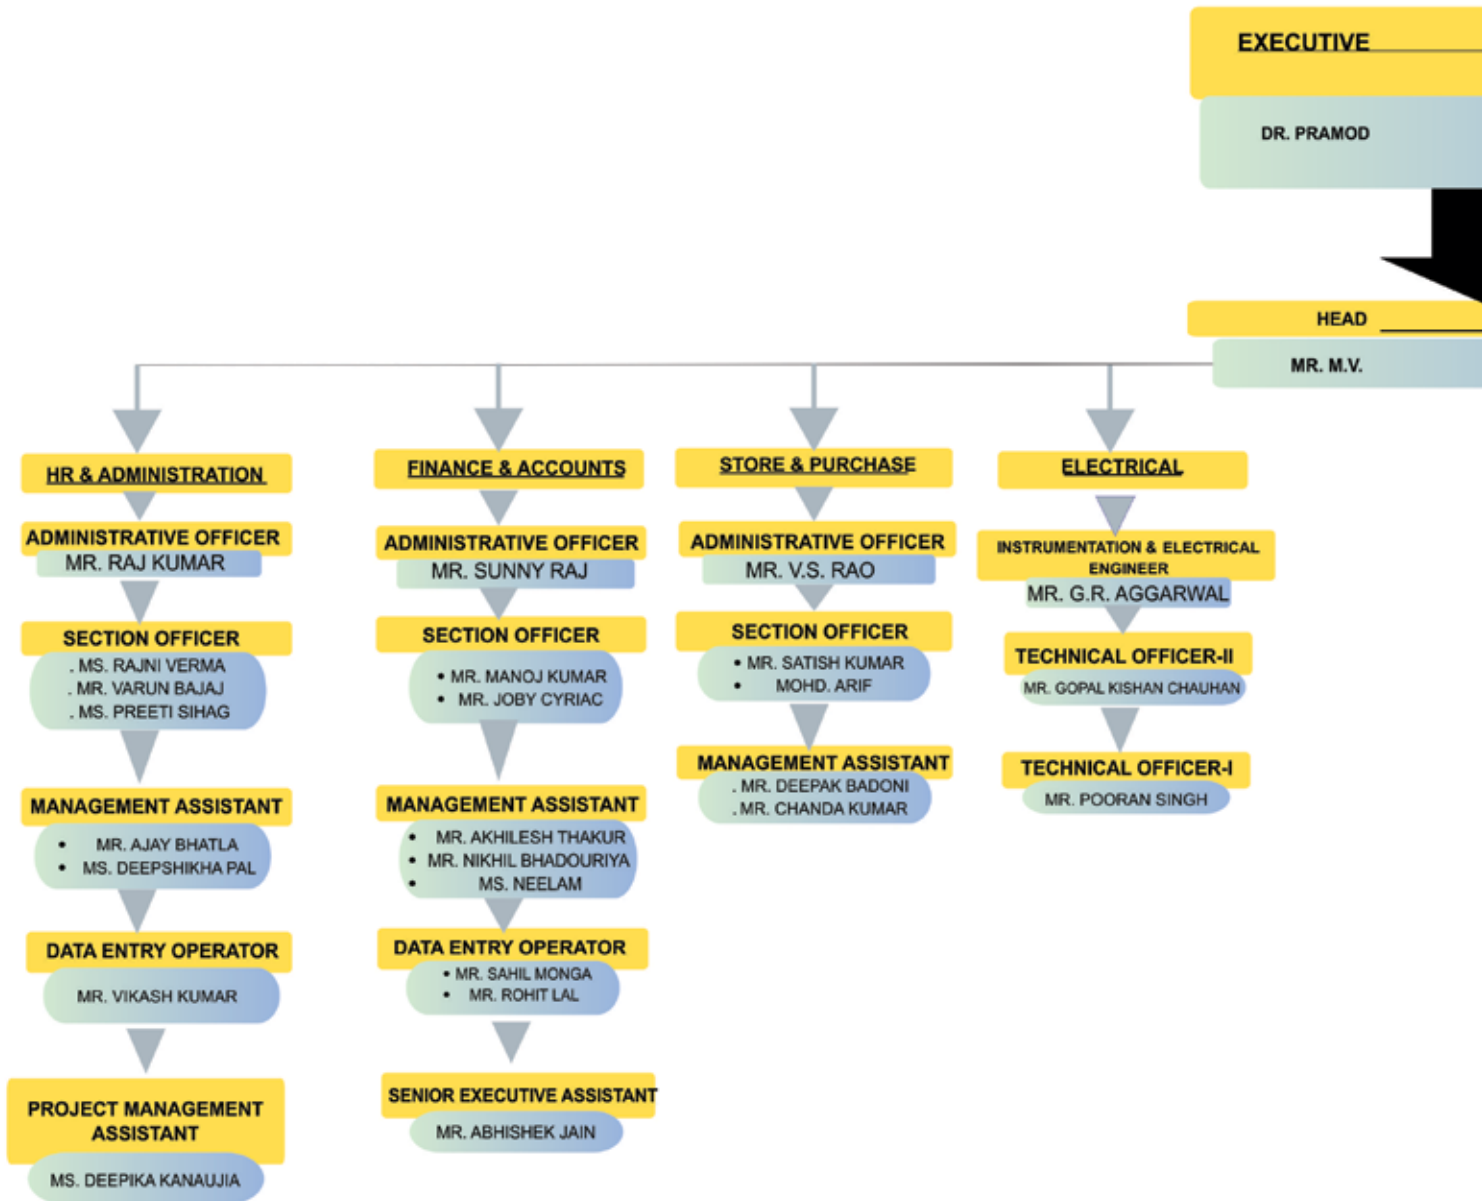 EXECUTIVE
DR. PRAMOD
HEAD
MR. M.V.
HR & ADMINISTRATION
ADMINISTRATIVE OFFICER
MR. RAJ KUMAR
SECTION OFFICER
. MS. RAJNI VERMA
. MR. VARUN BAJAJ
. MS. PREETI SIHAG
MANAGEMENT ASSISTANT
• MR. AJAY BHATLA
• MS. DEEPSHIKHA PAL
DATA ENTRY OPERATOR
MR. VIKASH KUMAR
PROJECT MANAGEMENT
ASSISTANT
MS. DEEPIKA KANAUJIA
FINANCE & ACCOUNTS
ADMINISTRATIVE OFFICER
MR. SUNNY RAJ
SECTION OFFICER
• MR. MANOJ KUMAR
• MR. JOBY CYRIAC
MANAGEMENT ASSISTANT
• MR. AKHILESH THAKUR
• MR. NIKHIL BHADOURIYA
• MS. NEELAM
DATA ENTRY OPERATOR
• MR. SAHIL MONGA
• MR. ROHIT LAL
SENIOR EXECUTIVE ASSISTANT
MR. ABHISHEK JAIN
STORE & PURCHASE
ADMINISTRATIVE OFFICER
MR. V.S. RAO
SECTION OFFICER
• MR. SATISH KUMAR
• MOHD. ARIF
MANAGEMENT ASSISTANT
. MR. DEEPAK BADONI
. MR. CHANDA KUMAR
ELECTRICAL
INSTRUMENTATION & ELECTRICAL
ENGINEER
MR. G.R. AGGARWAL
TECHNICAL OFFICER-II
MR. GOPAL KISHAN CHAUHAN
TECHNICAL OFFICER-I
MR. POORAN SINGH